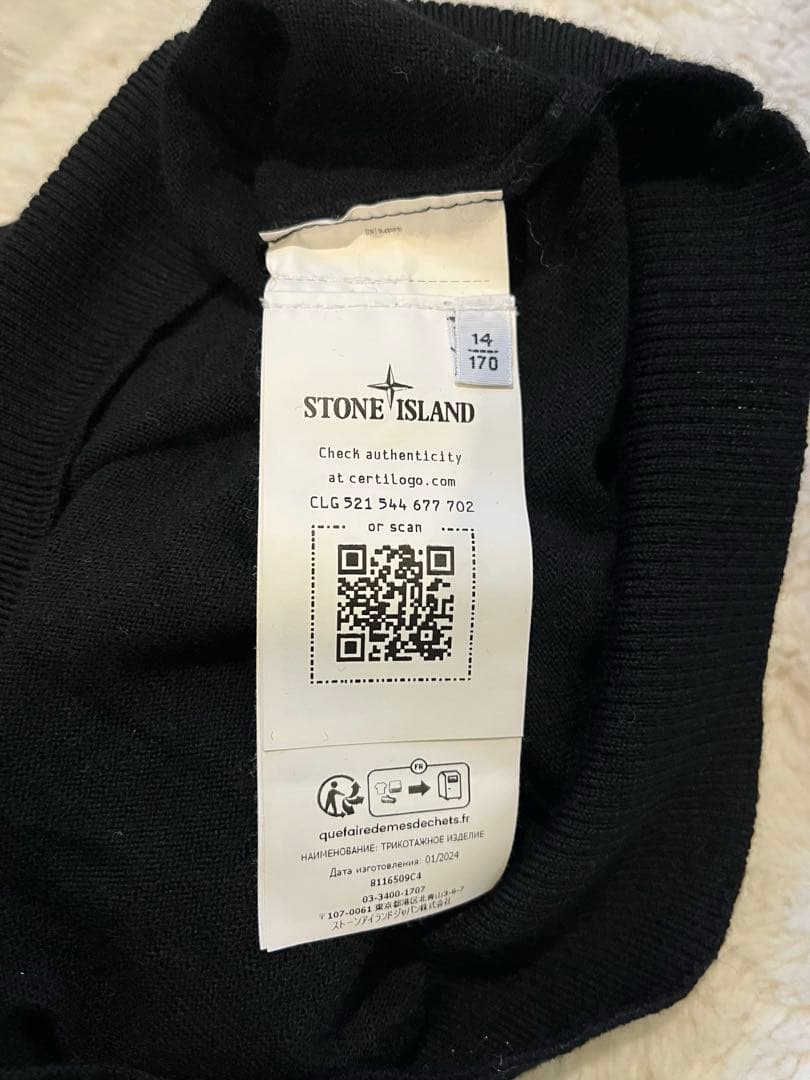 14
170
STONE ISLAND
Check authenticity
at certilogo.com
CLG 521 544 677 702
or scan
FR
quefairedemesdechets.fr
НАИМЕНОВАНИЕ: ТРИКОТАЖНОЕ ИЗДЕЛИЕ
Дата изготовления: 01/2024
8116509C4
03-3400-1707
〒107-0061 東京都港区北青山3-6-7
ストーンアイランドジャパン株式会社